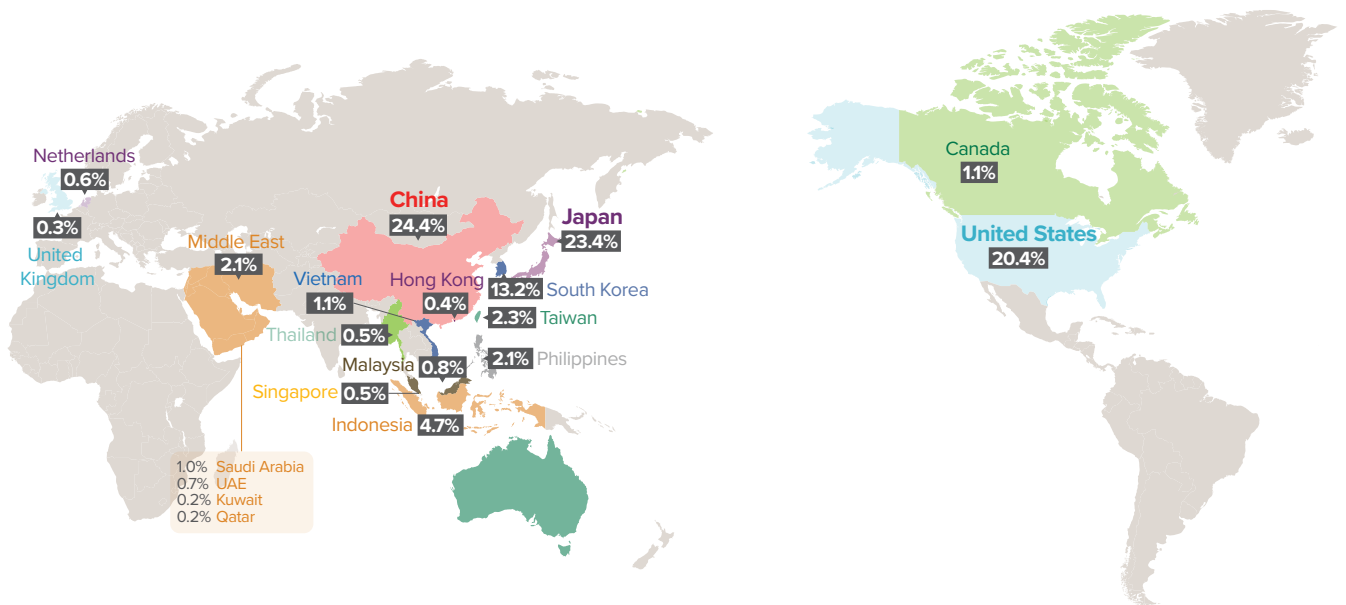 Netherlands
0.6%
0.3%
United
Kingdom
Middle East
2.1%
China
24.4%
Japan
23.4%
Vietnam
1.1%
Hong Kong
0.4%
13.2% South Korea
2.3% Taiwan
Thailand 0.5%
2.1% Philippines
Malaysia 0.8%
Singapore 0.5%
Indonesia 4.7%
1.0% Saudi Arabia
0.7% UAE
0.2% Kuwait
0.2% Qatar
Canada
1.1%
United States
20.4%